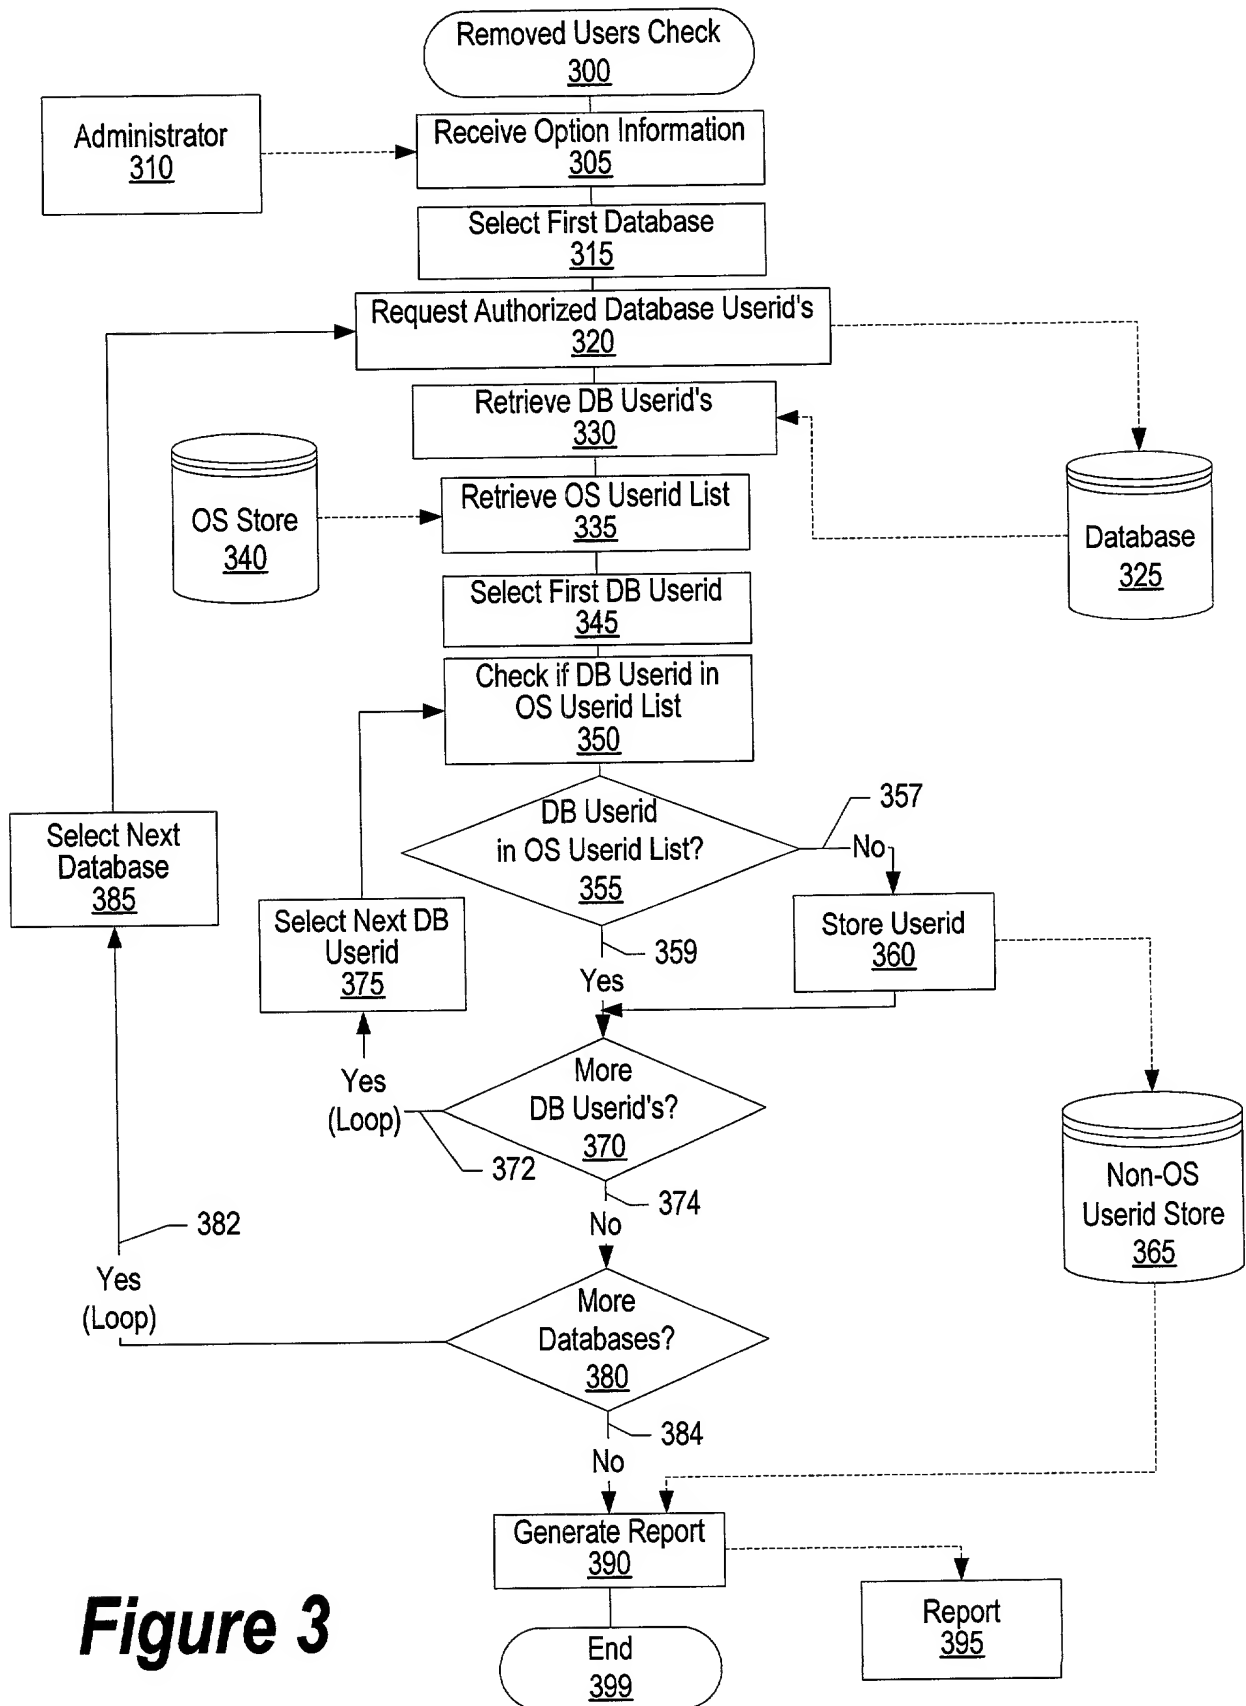 Removed Users Check
300
Administrator
310
Receive Option Information
305
Select First Database
315
Request Authorized Database Userid's
320
Retrieve DB Userid's
330
OS Store
340
Retrieve OS Userid List
335
Database
325
Select First DB Userid
345
Check if DB Userid in
OS Userid List
350
DB Userid
in OS Userid List?
355
357
No
Select Next
Database
385
Select Next DB
Userid
375
359
Yes
Store Userid
360
More
DB Userid's?
370
Yes
(Loop)
372
374
No
Non-OS
Userid Store
365
382
Yes
(Loop)
More
Databases?
380
384
No
Generate Report
390
Report
395
End
399
Figure 3